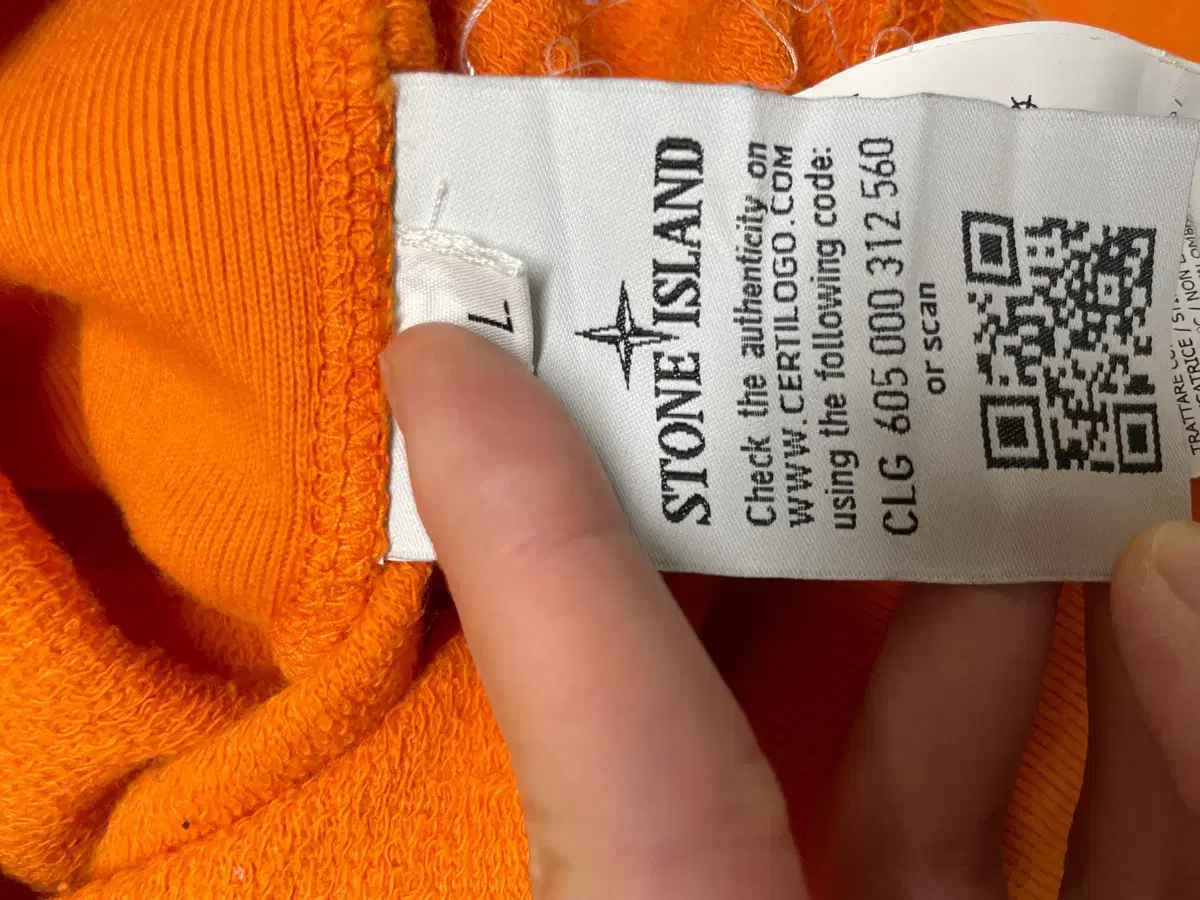 L
STONE ISLAND
Check the authenticity on
WWW.CERTILOGO.COM
using the following code:
CLG 605 000 312 560
or scan
TRATTARE